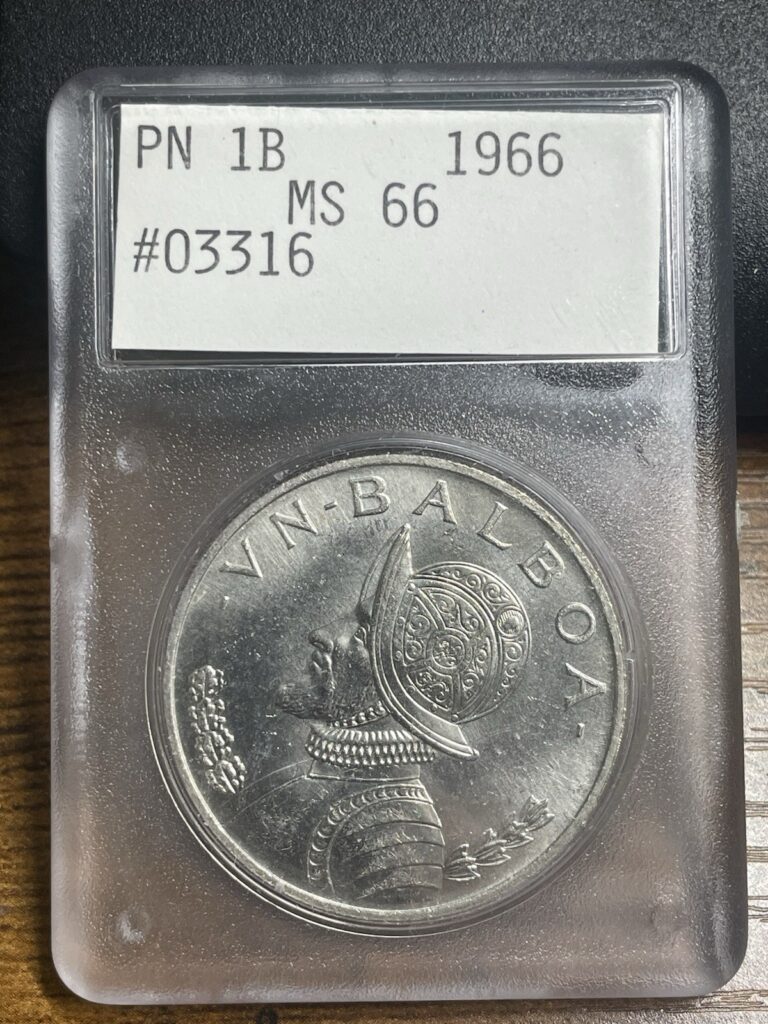 PN 1B 1966
MS 66
#03316
VN-BALBOA-